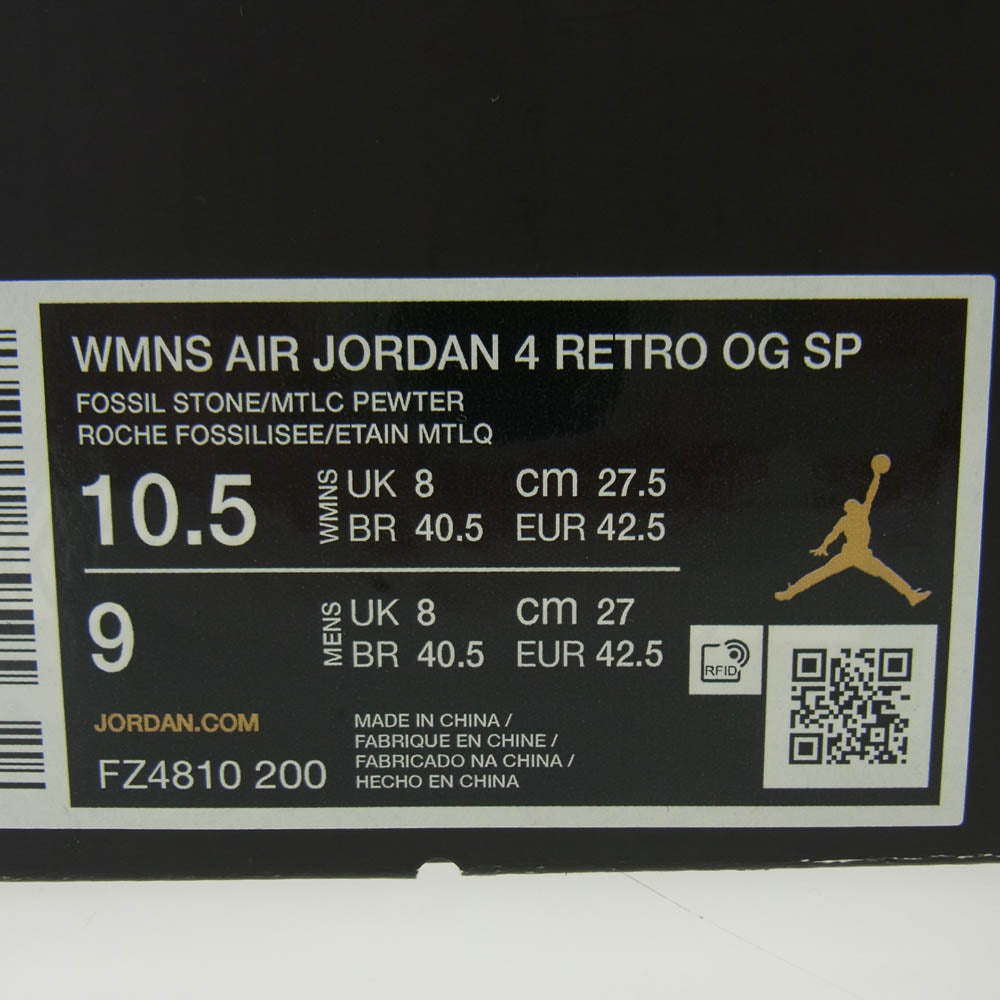 WMNS AIR JORDAN 4 RETRO OG SP
FOSSIL STONE/MTLC PEWTER
ROCHE FOSSILISEE/ETAIN MTLQ
10.5 WMNS UK 8 cm 27.5
BR 40.5 EUR 42.5
9 MENS UK 8 cm 27
BR 40.5 EUR 42.5
RFID
JORDAN.COM
FZ4810 200
MADE IN CHINA /
FABRIQUE EN CHINE /
FABRICADO NA CHINA /
HECHO EN CHINA